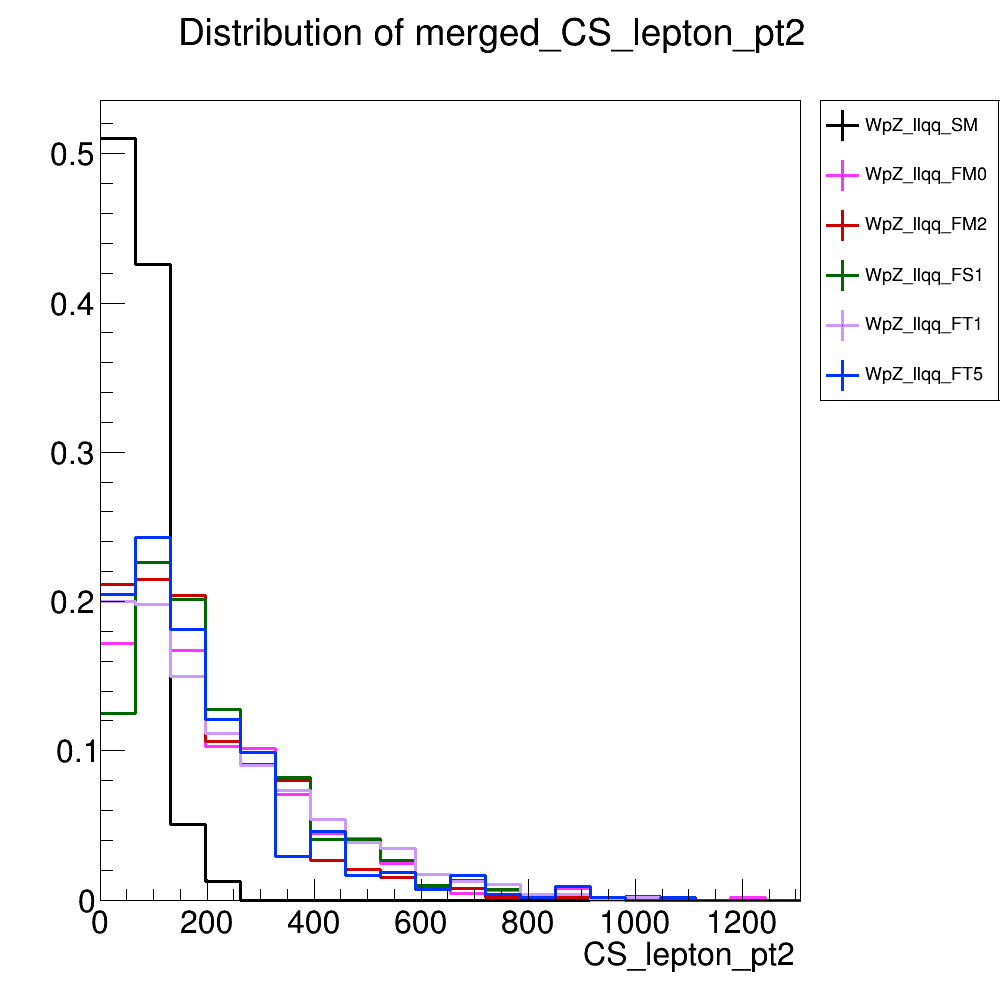 Distribution of merged_CS_lepton_pt2
WpZ_llqq_SM
WpZ_llqq_FM0
WpZ_llqq_FM2
WpZ_llqq_FS1
WpZ_llqq_FT1
WpZ_llqq_FT5
0.5
0.4
0.3
0.2
0.1
0
0 200 400 600 800 1000 1200
CS_lepton_pt2